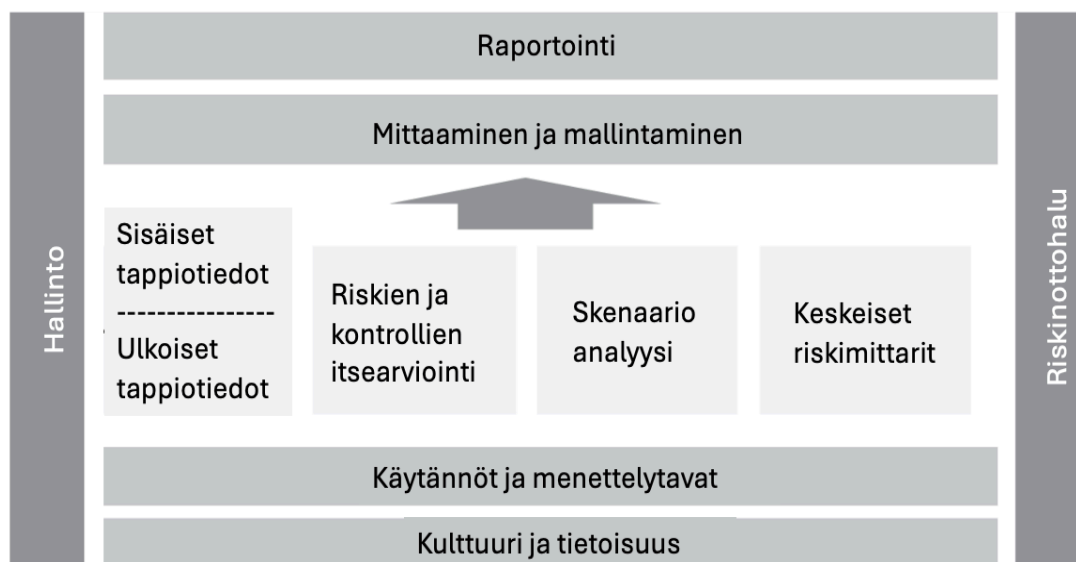 Raportointi
Mittaaminen ja mallintaminen
Hallinto
Sisäiset
tappiotiedot
-----------------
Ulkoiset
tappiotiedot
Riskien ja
kontrollien
itsearviointi
Skenaario
analyysi
Keskeiset
riskimittarit
Riskinottohalu
Käytännöt ja menettelytavat
Kulttuuri ja tietoisuus